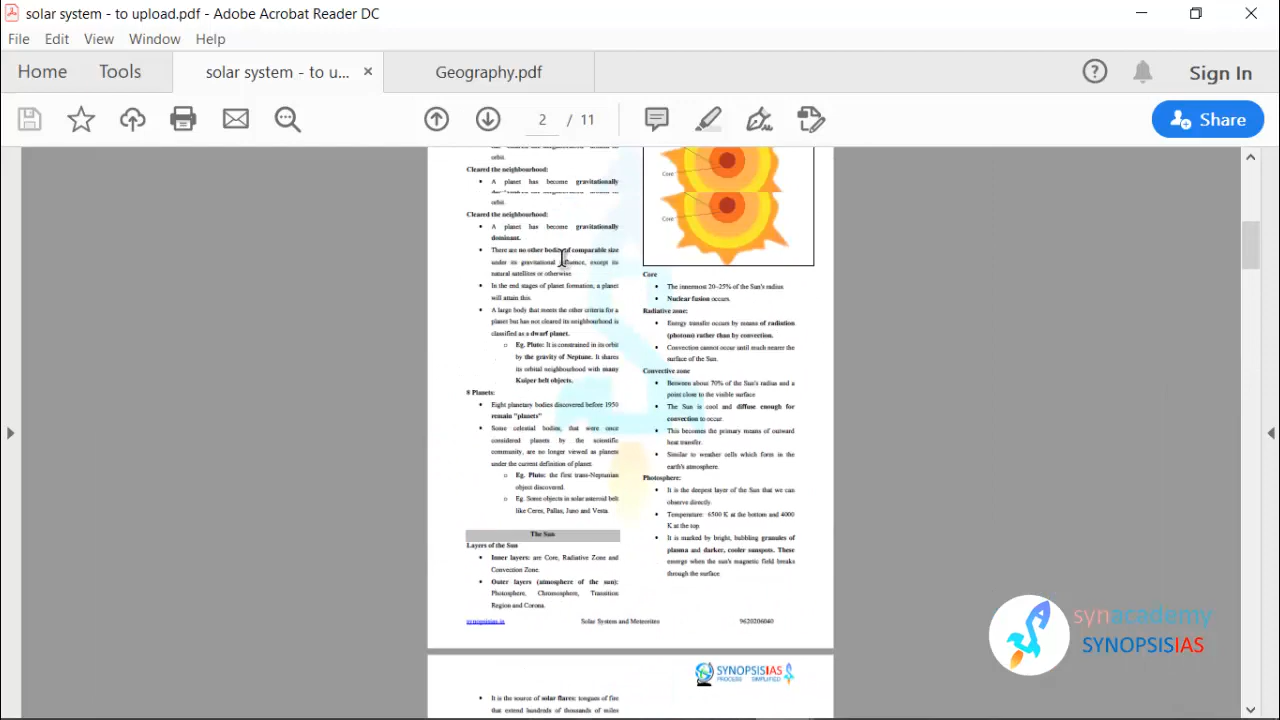 solar system - to upload.pdf - Adobe Acrobat Reader DC
File Edit View Window Help
Home Tools solar system - to u... × Geography.pdf Sign In
2 / 11 Share
orbit.
Cleared the neighbourhood:
• A planet has become gravitationally
orbit.
Cleared the neighbourhood:
• A planet has become gravitationally
dominant.
• There are no other bodies of comparable size
under its gravitational influence, except its
natural satellites or otherwise
• In the end stages of planet formation, a planet
will attain this.
• A large body that meets the other criteria for a
planet but has not cleared its neighbourhood is
classified as a dwarf planet.
o Eg. Pluto: It is constrained in its orbit
by the gravity of Neptune. It shares
its orbital neighbourhood with many
Kuiper belt objects.
8 Planets:
• Eight planetary bodies discovered before 1950
remain "planets"
• Some celestial bodies, that were once
considered planets by the scientific
community, are no longer viewed as planets
under the current definition of planet.
o Eg. Pluto: the first trans-Neptunian
object discovered.
o Eg. Some objects in solar asteroid belt
like Ceres, Pallas, Juno and Vesta.
The Sun
Layers of the Sun
• Inner layers: are Core, Radiative Zone and
Convection Zone.
• Outer layers (atmosphere of the sun):
Photosphere, Chromosphere, Transition
Region and Corona.
Core
Core
Core
• The innermost 20–25% of the Sun's radius
• Nuclear fusion occurs.
Radiative zone:
• Energy transfer occurs by means of radiation
(photons) rather than by convection.
• Convection cannot occur until much nearer the
surface of the Sun.
Convective zone
• Between about 70% of the Sun's radius and a
point close to the visible surface
• The Sun is cool and diffuse enough for
convection to occur.
• This becomes the primary means of outward
heat transfer.
• Similar to weather cells which form in the
earth's atmosphere.
Photosphere:
• It is the deepest layer of the Sun that we can
observe directly.
• Temperature: 6500 K at the bottom and 4000
K at the top
• It is marked by bright, bubbling granules of
plasma and darker, cooler sunspots. These
emerge when the sun's magnetic field breaks
through the surface
synopsisias.in Solar System and Meteorites 9620206040
SYNOPSISIAS
PROCESS SIMPLIFIED
• It is the source of solar flares: tongues of fire
that extend hundreds of thousands of miles
synacademy
SYNOPSISIAS